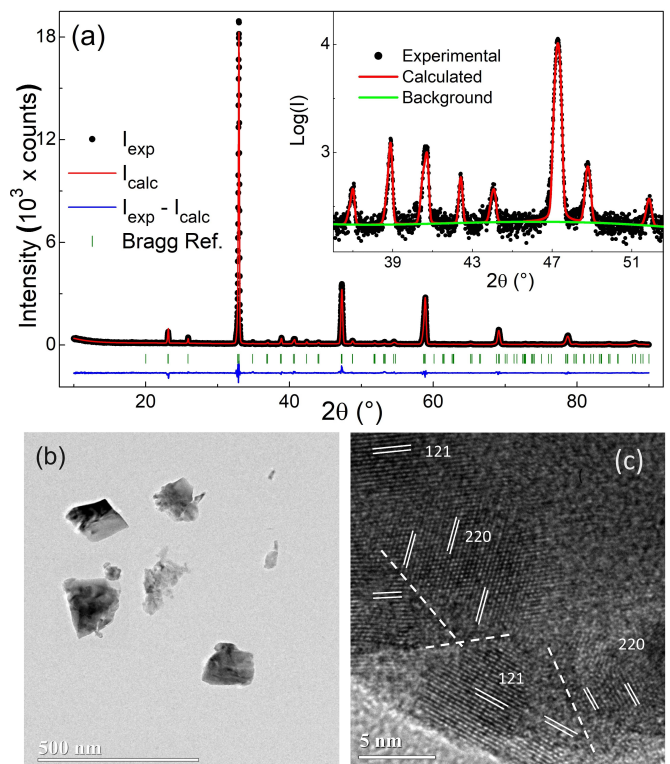 (a)
Intensity (10³ x counts)
18
12
6
0
I_exp
I_calc
I_exp - I_calc
Bragg Ref.
20 40 60 80
2θ (°)
Log(I)
4
3
Experimental
Calculated
Background
39 43 47 51
2θ (°)
(b)
500 nm
(c)
121
220
220
121
5 nm